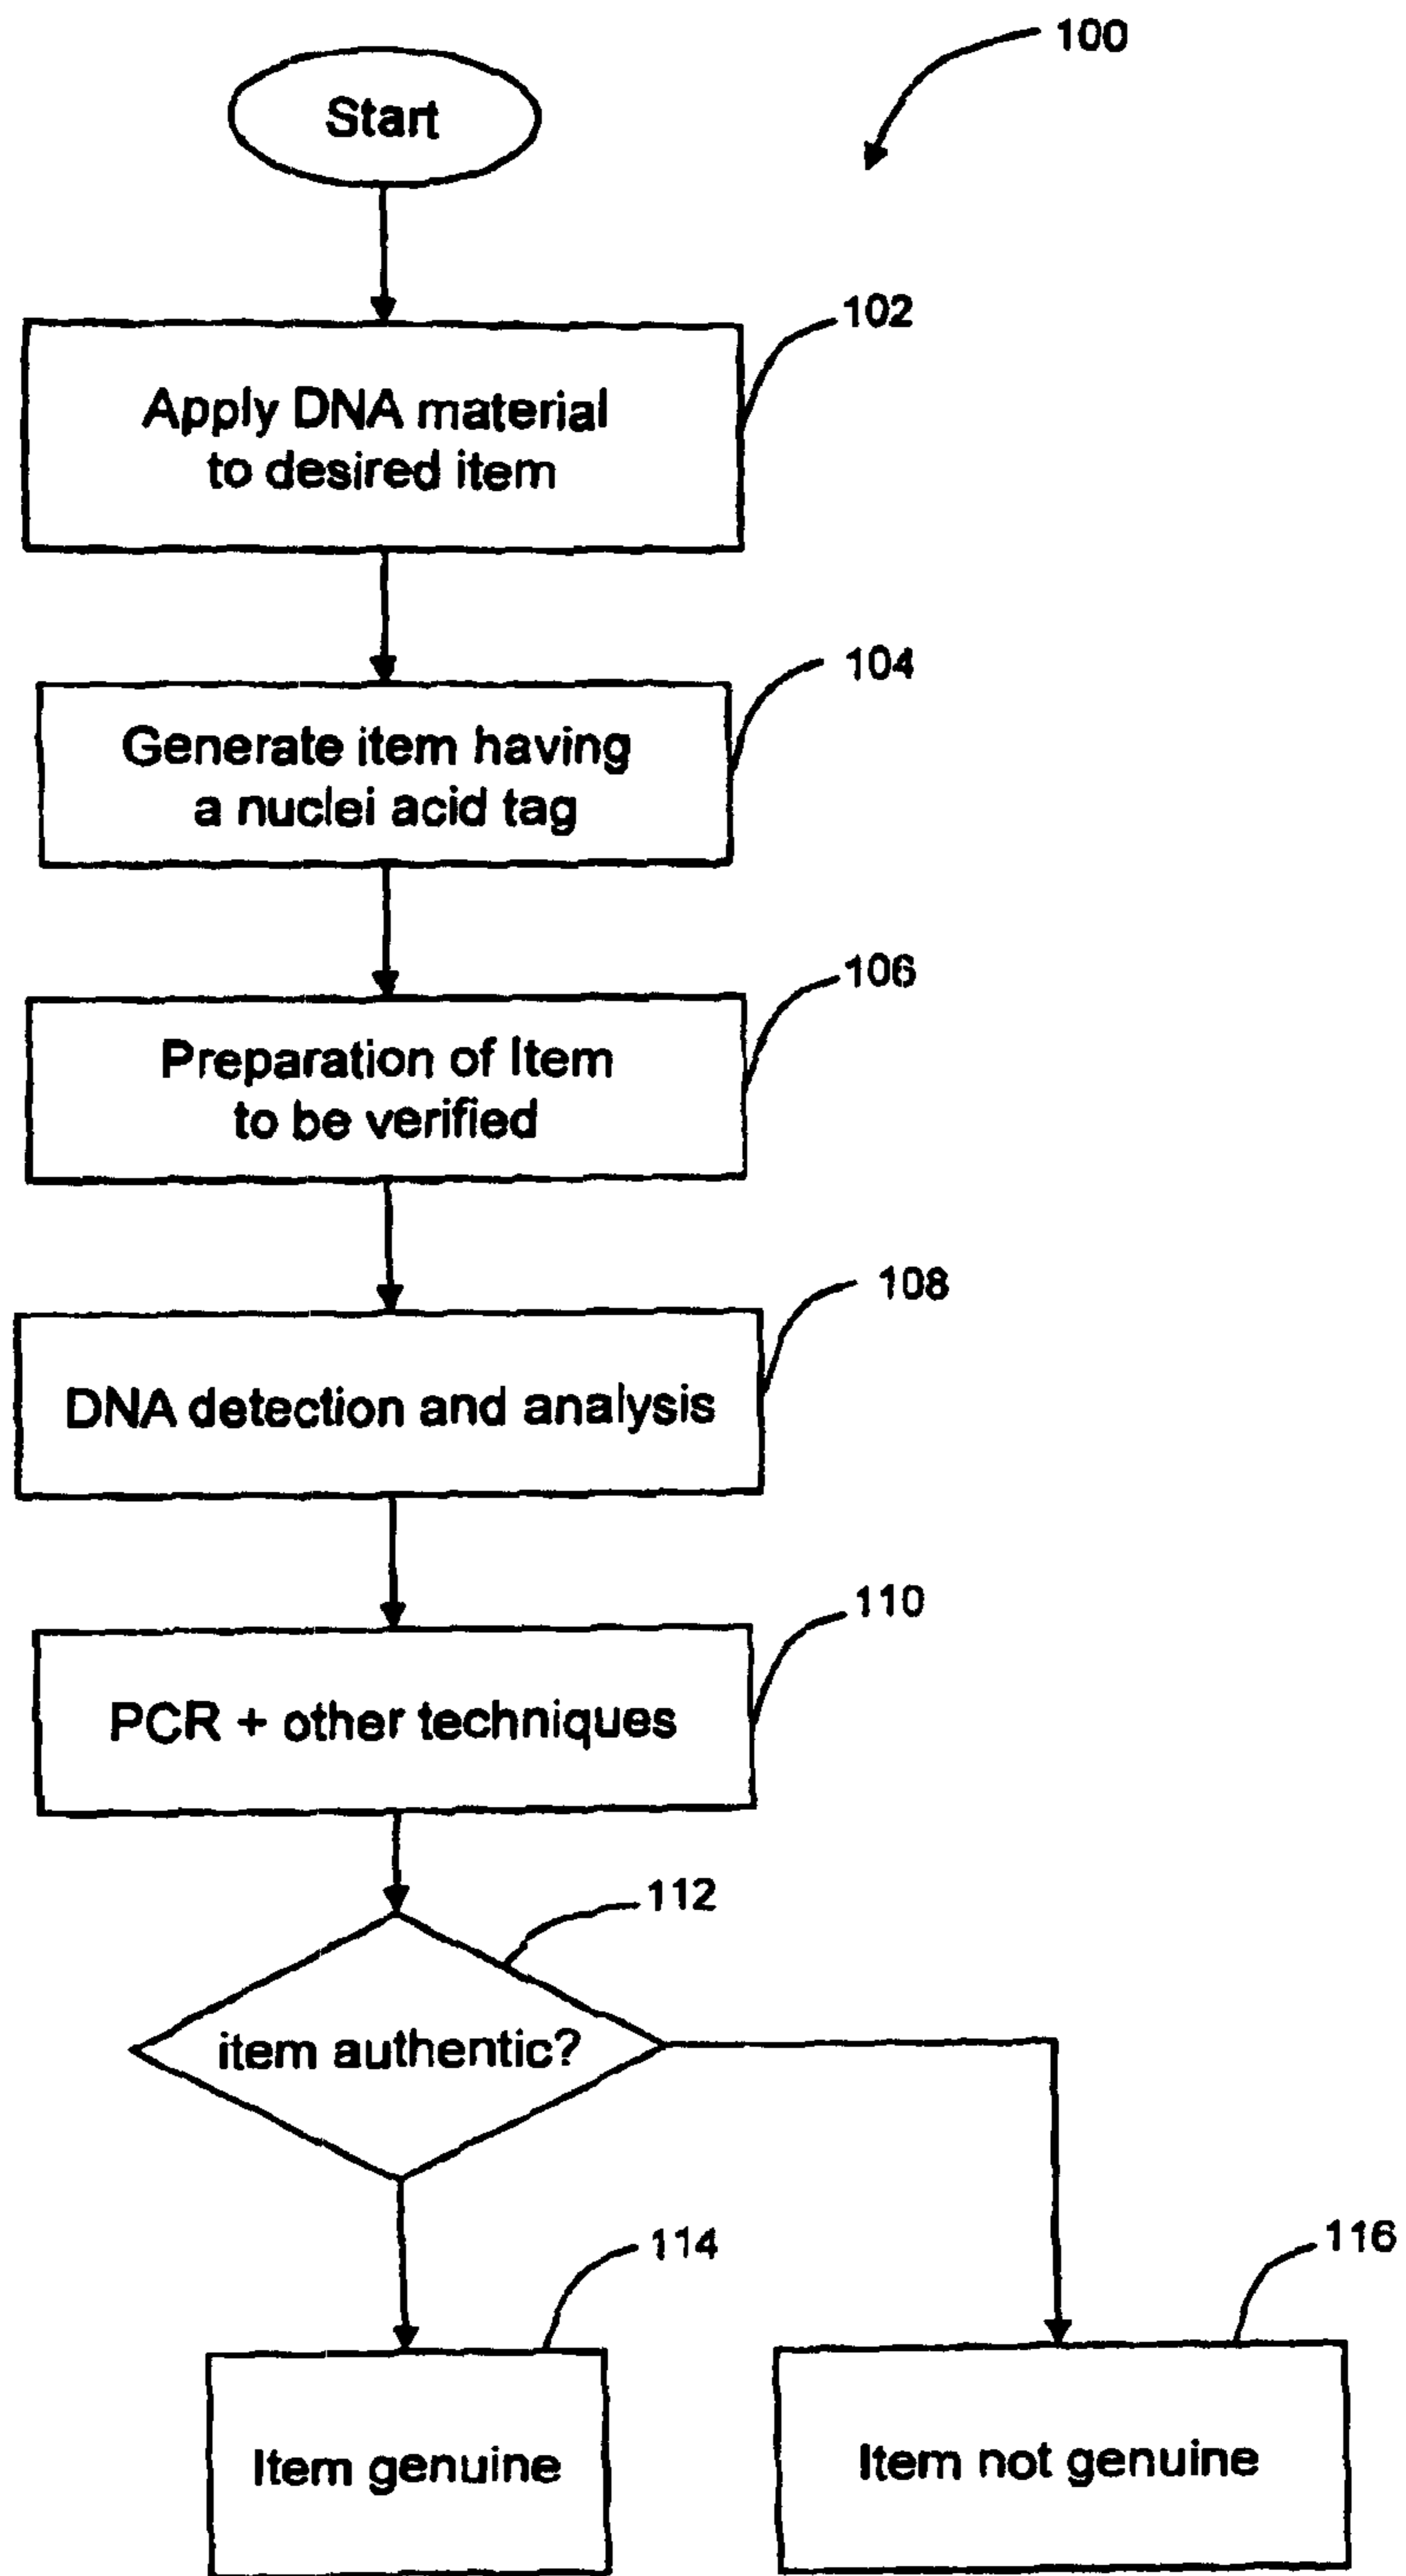 100
Start
102
Apply DNA material
to desired item
104
Generate item having
a nuclei acid tag
106
Preparation of Item
to be verified
108
DNA detection and analysis
110
PCR + other techniques
112
item authentic?
114
116
Item genuine
Item not genuine